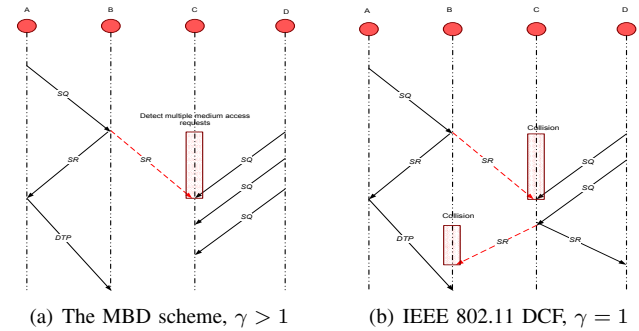 A B C D
SQ
Detect multiple medium access
requests
SR
SR
SQ
SQ
SQ
DTP
(a) The MBD scheme, γ > 1
A B C D
SQ
Collision
SR
SR
SQ
SQ
Collision
DTP
SR
SR
(b) IEEE 802.11 DCF, γ = 1